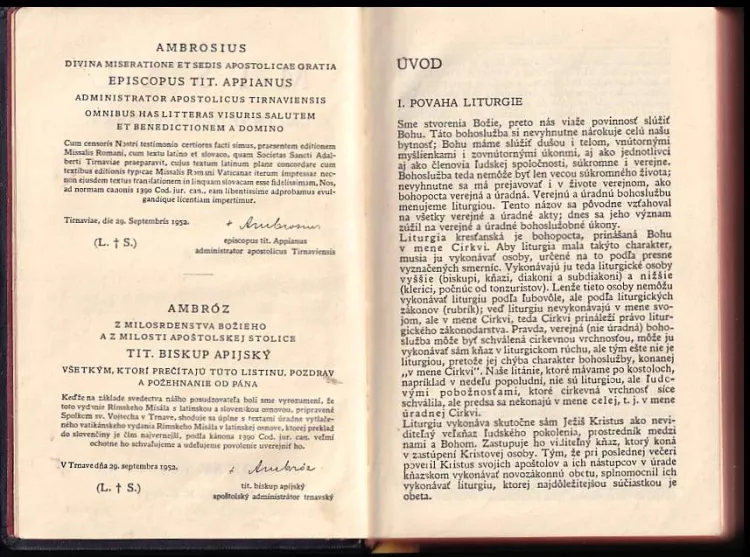 AMBROSIUS
DIVINA MISERATIONE ET SEDIS APOSTOLICAE GRATIA
EPISCOPUS TIT. APPIANUS
ADMINISTRATOR APOSTOLICUS TIRNAVIENSIS
OMNIBUS HAS LITTERAS VISURIS SALUTEM
ET BENEDICTIONEM A DOMINO
Cum censoris Nostri testimonio certiores facti simus, praesentem editionem
Missalis Romani, cum textu latino et slovaco, quam Societas Sancti Adal-
berti Tirnaviae praeparavit, cujus textum latinum plane concordare cum
textibus editionis typicae Missalis Romani Vaticanae iterum impressae nec-
non ejusdem textus translationem in linguam slovacam esse fidelissimam, Nos,
ad normam canonis 1390 Cod. jur. can., eam libentissime adprobamus evul-
gandique licentiam impertimur.
Tirnaviae, die 29. Septembris 1952.
+ Ambrosius
(L. † S.)
episcopus tit. Appianus
administrator apostolicus Tirnaviensis
AMBRÓZ
Z MILOSRDENSTVA BOŽIEHO
A Z MILOSTI APOŠTOLSKEJ STOLICE
TIT. BISKUP APIJSKÝ
VŠETKÝM, KTORÍ PREČÍTAJÚ TÚTO LISTINU, POZDRAV
A POŽEHNANIE OD PÁNA
Keďže na základe svedectva nášho posudzovateľa boli sme vyrozumení, že
toto vydanie Rímskeho Misála s latinskou a slovenskou osnovou, pripravené
Spolkom sv. Vojtecha v Trnave, shoduje sa úplne s textami úradne vytlače-
ného vatikánskeho vydania Rímskeho Misála v latinskej osnove, ktorej preklad
do slovenčiny je čím najvernejší, podľa kánona 1390 Cod. jur. can. veľmi
ochotne ho schvaľujeme a udeľujeme povolenie uverejniť ho.
V Trnave dňa 29. septembra 1952.
+ Ambróz
(L. † S.)
tit. biskup apijský
apoštolský administrátor trnavský
ÚVOD
I. POVAHA LITURGIE
Sme stvorenia Božie, preto nás viaže povinnosť slúžiť
Bohu. Táto bohoslužba si nevyhnutne nárokuje celú našu
bytnosť; Bohu máme slúžiť dušou i telom, vnútornými
myšlienkami i zovnútornými úkonmi, aj ako jednotlivci
aj ako členovia ľudskej spoločnosti, súkromne i verejne.
Bohoslužba teda nemôže byť len vecou súkromného života;
nevyhnutne sa má prejavovať i v živote verejnom, ako
bohopocta verejná a úradná. Verejnú a úradnú bohoslužbu
menujeme liturgiou. Tento názov sa pôvodne vzťahoval
na všetky verejné a úradné akty; dnes sa jeho význam
zúžil na verejné a úradné bohoslužobné úkony.
Liturgia kresťanská je bohopocta, prinášaná Bohu
v mene Cirkvi. Aby liturgia mala takýto charakter,
musia ju vykonávať osoby, určené na to podľa presne
vyznačených smerníc. Vykonávajú ju teda liturgické osoby
vyššie (biskupi, kňazi, diakoni a subdiakoni) a nižšie
(klerici, počnúc od tonzuristov). Lenže tieto osoby nemôžu
vykonávať liturgiu podľa ľubovôle, ale podľa liturgických
zákonov (rubrík); veď liturgiu nevykonávajú v mene svo-
jom, ale v mene Cirkvi, teda Cirkvi prináleží právo litur-
gického zákonodarstva. Pravda, verejná (nie úradná) boho-
služba môže byť schválená cirkevnou vrchnosťou, môže ju
vykonávať sám kňaz v liturgickom rúchu, ale tým ešte nie je
liturgiou, pretože jej chýba charakter bohoslužby, konanej
„v mene Cirkvi". Naše litánie, ktoré mávame po kostoloch,
napríklad v nedeľu popoludní, nie sú liturgiou, ale ľudo-
vými pobožnosťami, ktoré cirkevná vrchnosť síce
schválila, ale predsa sa nekonajú v mene celej, t. j. v mene
úradnej Cirkvi.
Liturgiu vykonáva skutočne sám Ježiš Kristus ako nevi-
diteľný veľkňaz ľudského pokolenia, prostredník medzi
nami a Bohom. Zastupuje ho viditeľný kňaz, ktorý koná
v zastúpení Kristovej osoby. Tým, že pri poslednej večeri
poveril Kristus svojich apoštolov a ich nástupcov v úrade
kňazskom vykonávať novozákonnú obetu, splnomocnil ich
vykonávať liturgiu, ktorej najdôležitejšou súčiastkou je
obeta.